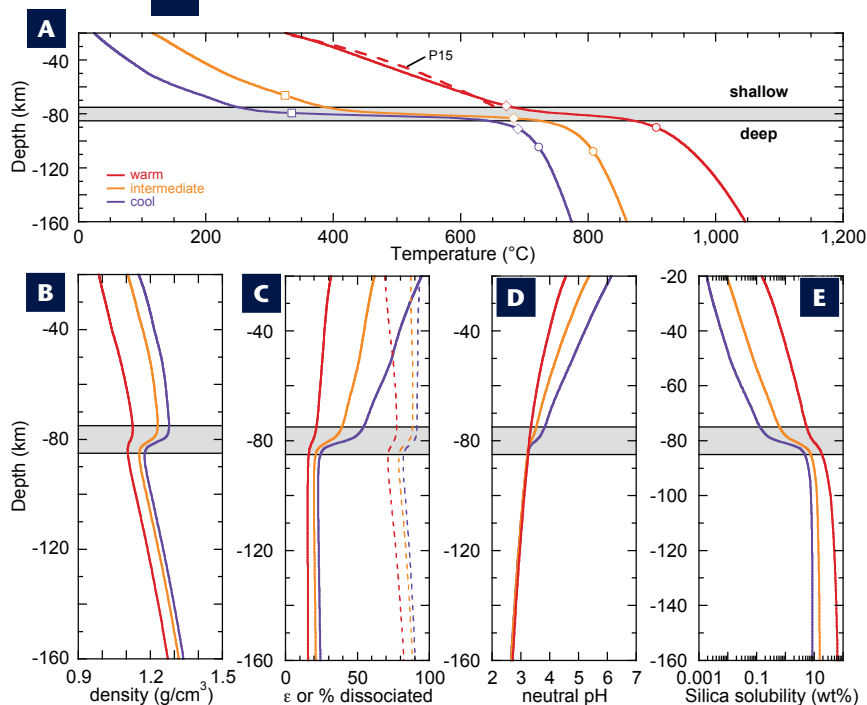 A
Depth (km)
-40
-80
-120
-160
P15
shallow
deep
warm
intermediate
cool
0 200 400 600 800 1,000 1,200
Temperature (°C)
B
Depth (km)
-40
-80
-120
-160
0.9 1.2 1.5
density (g/cm³)
C
-40
-80
-120
-160
0 50 100
ε or % dissociated
D
-40
-80
-120
-160
2 3 4 5 6 7
neutral pH
E
-20
-40
-60
-80
-100
-120
-140
-160
0.001 0.1 10
Silica solubility (wt%)